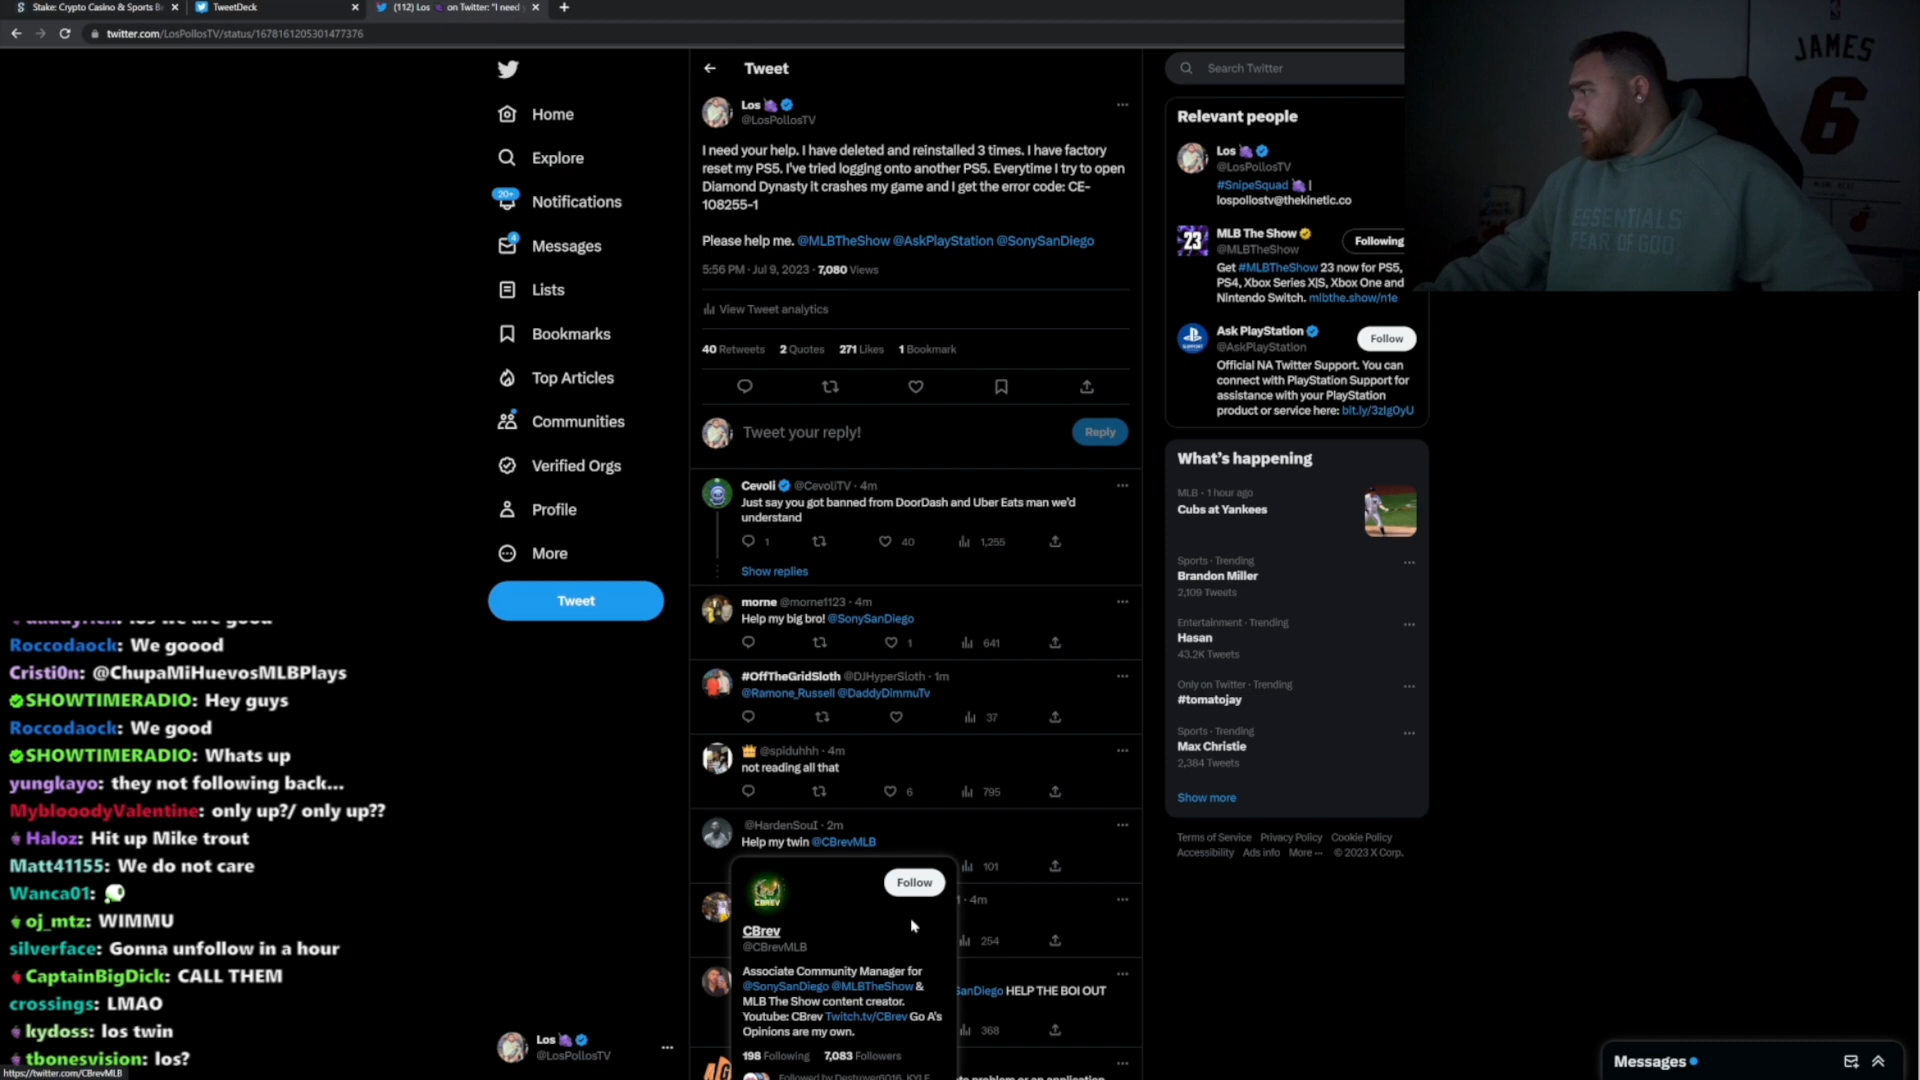 Stake: Crypto Casino & Sports Be
TweetDeck
(112) Los 🍇 on Twitter: "I need
twitter.com/LosPollosTV/status/1678161205301477376
Home
Explore
20+
Notifications
4
Messages
Lists
Bookmarks
Top Articles
Communities
Verified Orgs
Profile
More
Tweet
Los 🍇
@LosPollosTV
Tweet
Los 🍇
@LosPollosTV
I need your help. I have deleted and reinstalled 3 times. I have factory
reset my PS5. I've tried logging onto another PS5. Everytime I try to open
Diamond Dynasty it crashes my game and I get the error code: CE-
108255-1
Please help me. @MLBTheShow @AskPlayStation @SonySanDiego
5:56 PM · Jul 9, 2023 · 7,080 Views
View Tweet analytics
40 Retweets 2 Quotes 271 Likes 1 Bookmark
Tweet your reply!
Reply
Cevoli @CevoliTV · 4m
Just say you got banned from DoorDash and Uber Eats man we'd
understand
1 40 1,255
Show replies
morne @morne1123 · 4m
Help my big bro! @SonySanDiego
1 641
#OffTheGridSloth @DJHyperSloth · 1m
@Ramone_Russell @DaddyDimmuTv
37
👑 @spiduhhh · 4m
not reading all that
6 795
@HardenSouI · 2m
Help my twin @CBrevMLB
101
· 4m
254
SanDiego HELP THE BOI OUT
368
CBREV
Follow
CBrev
@CBrevMLB
Associate Community Manager for
@SonySanDiego @MLBTheShow &
MLB The Show content creator.
Youtube: CBrev Twitch.tv/CBrev Go A's
Opinions are my own.
198 Following 7,083 Followers
Search Twitter
Relevant people
Los 🍇
@LosPollosTV
#SnipeSquad 🍇 |
lospollostv@thekinetic.co
23
MLB The Show
@MLBTheShow
Following
Get #MLBTheShow 23 now for PS5,
PS4, Xbox Series X|S, Xbox One and
Nintendo Switch. mlbthe.show/n1e
SUPPORT
Ask PlayStation
@AskPlayStation
Follow
Official NA Twitter Support. You can
connect with PlayStation Support for
assistance with your PlayStation
product or service here: bit.ly/3zIg0yU
What's happening
MLB · 1 hour ago
Cubs at Yankees
Sports · Trending
Brandon Miller
2,109 Tweets
Entertainment · Trending
Hasan
43.2K Tweets
Only on Twitter · Trending
#tomatojay
Sports · Trending
Max Christie
2,384 Tweets
Show more
Terms of Service Privacy Policy Cookie Policy
Accessibility Ads info More ··· © 2023 X Corp.
Messages
JAMES
6
ESSENTIALS
FEAR OF GOD
Roccodaock: We goood
Cristi0n: @ChupaMiHuevosMLBPlays
SHOWTIMERADIO: Hey guys
Roccodaock: We good
SHOWTIMERADIO: Whats up
yungkayo: they not following back...
MyblooodyValentine: only up?/ only up??
Haloz: Hit up Mike trout
Matt41155: We do not care
Wanca01:
oj_mtz: WIMMU
silverface: Gonna unfollow in a hour
CaptainBigDick: CALL THEM
crossings: LMAO
kydoss: los twin
tbonesvision: los?
https://twitter.com/CBrevMLB